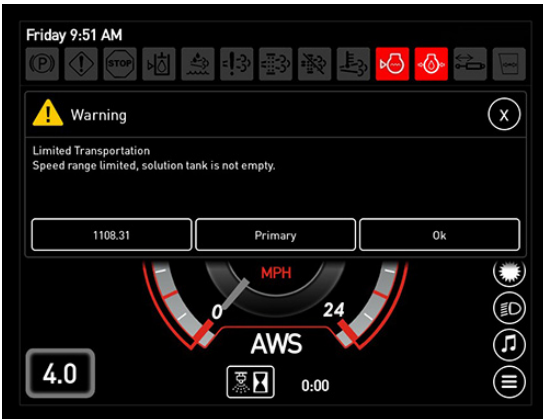 Friday 9:51 AM
(P)
STOP
Warning
X
Limited Transportation
Speed range limited, solution tank is not empty.
1108.31
Primary
Ok
MPH
0
24
AWS
4.0
0:00